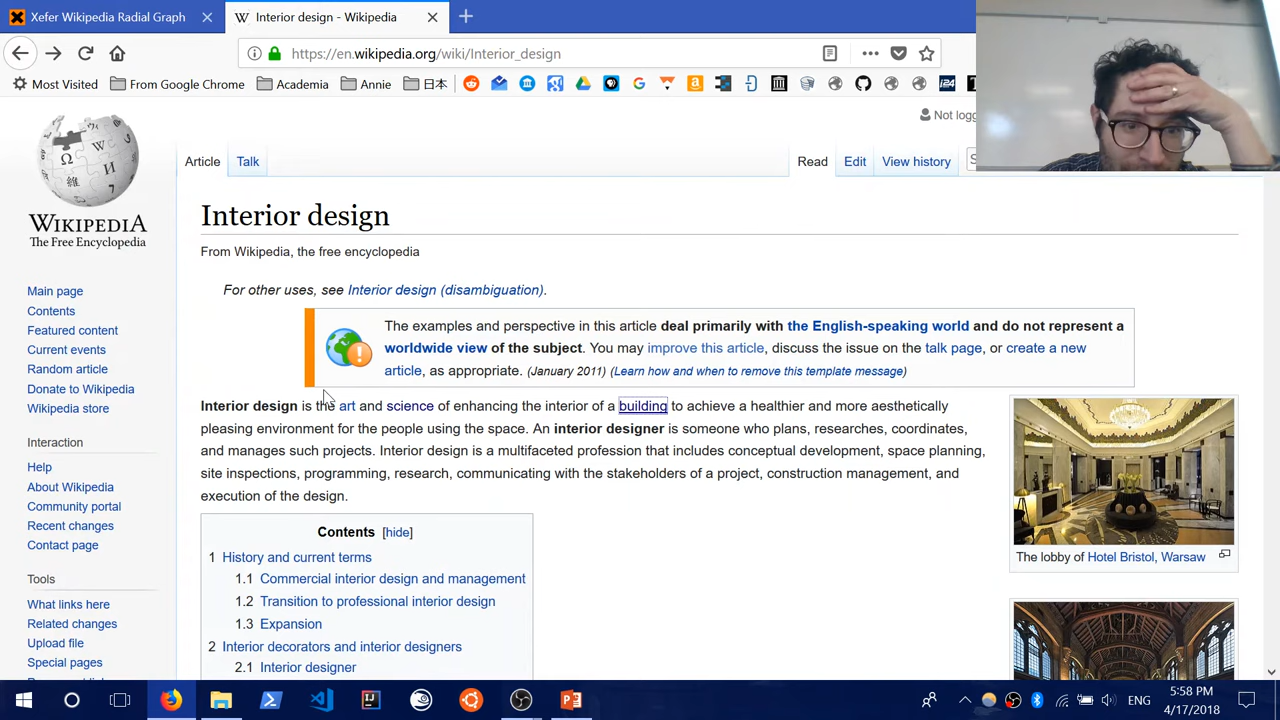 Xefer Wikipedia Radial Graph
Interior design - Wikipedia
https://en.wikipedia.org/wiki/Interior_design
Most Visited From Google Chrom Academia Annie 日本
Not logg
Article Talk Read Edit View history
WIKIPEDIA
The Free Encyclopedia
Main page
Contents
Featured content
Current events
Random article
Donate to Wikipedia
Wikipedia store
Interaction
Help
About Wikipedia
Community portal
Recent changes
Contact page
Tools
What links here
Related changes
Upload file
Special pages
Interior design
From Wikipedia, the free encyclopedia
For other uses, see Interior design (disambiguation).
The examples and perspective in this article deal primarily with the English-speaking world and do not represent a
worldwide view of the subject. You may improve this article, discuss the issue on the talk page, or create a new
article, as appropriate. (January 2011) (Learn how and when to remove this template message)
Interior design is the art and science of enhancing the interior of a building to achieve a healthier and more aesthetically
pleasing environment for the people using the space. An interior designer is someone who plans, researches, coordinates,
and manages such projects. Interior design is a multifaceted profession that includes conceptual development, space planning,
site inspections, programming, research, communicating with the stakeholders of a project, construction management, and
execution of the design.
Contents [hide]
1 History and current terms
1.1 Commercial interior design and management
1.2 Transition to professional interior design
1.3 Expansion
2 Interior decorators and interior designers
2.1 Interior designer
The lobby of Hotel Bristol, Warsaw
ENG
5:58 PM
4/17/2018